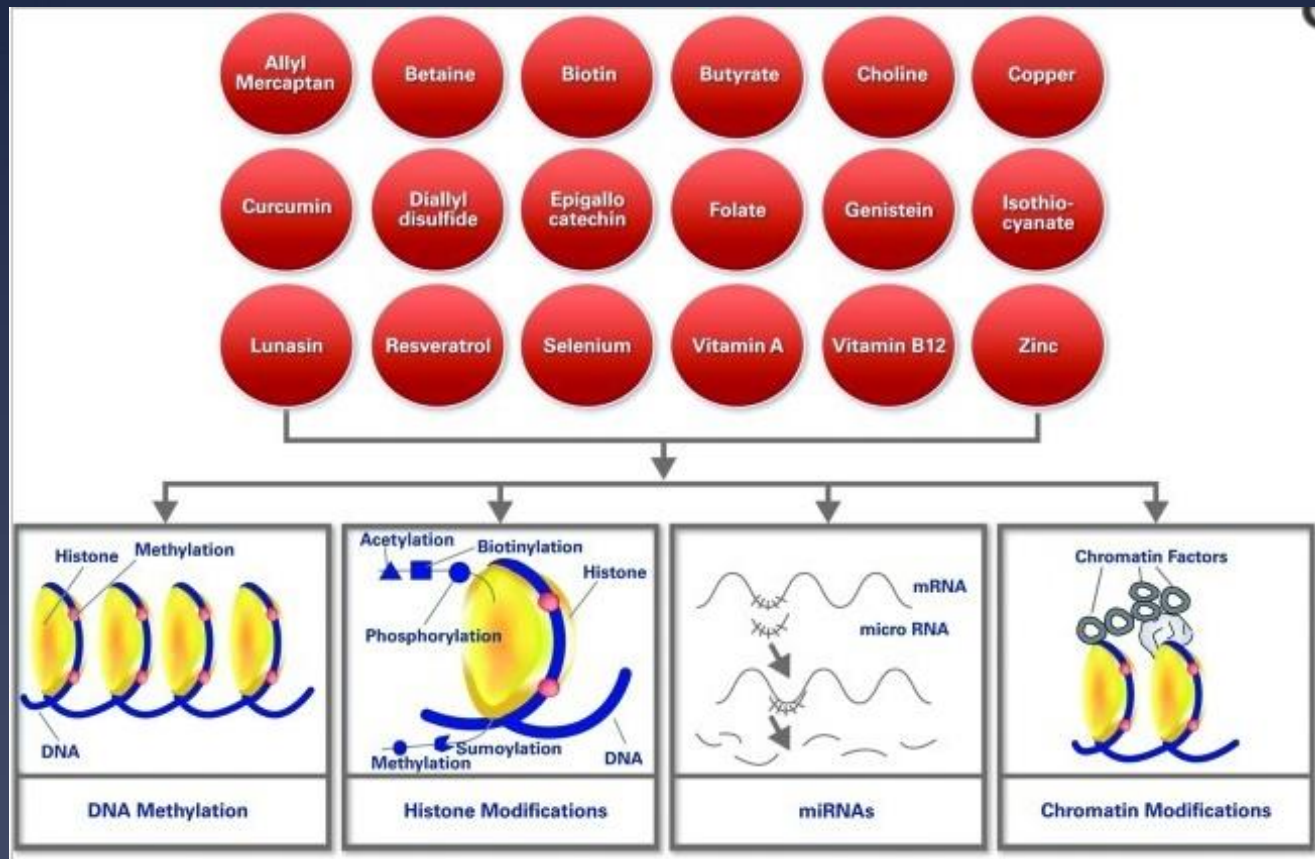 Allyl
Mercaptan
Betaine
Biotin
Butyrate
Choline
Copper
Curcumin
Diallyl
disulfide
Epigallo
catechin
Folate
Genistein
Isothio-
cyanate
Lunasin
Resveratrol
Selenium
Vitamin A
Vitamin B12
Zinc
Histone
Methylation
DNA
DNA Methylation
Acetylation
Biotinylation
Histone
Phosphorylation
Sumoylation
Methylation
DNA
Histone Modifications
mRNA
micro RNA
miRNAs
Chromatin Factors
Chromatin Modifications